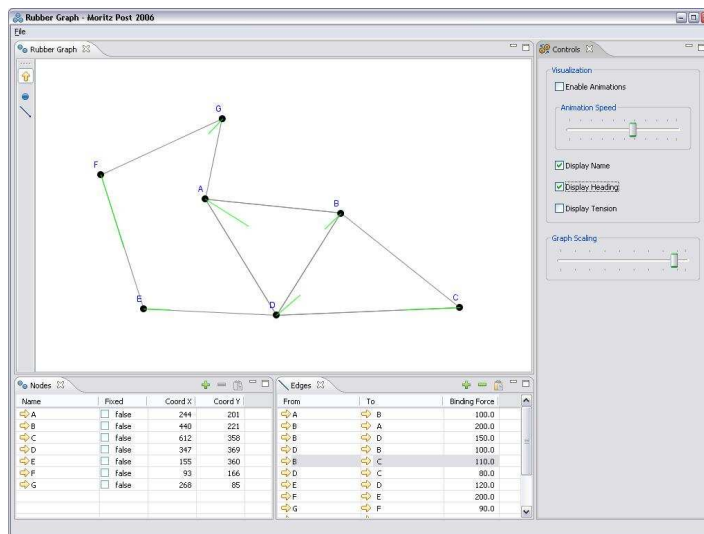 Rubber Graph - Moritz Post 2006
File
Rubber Graph
G
F
A
B
E
D
C
Controls
Visualization
Enable Animations
Animation Speed
Display Name
Display Heading
Display Tension
Graph Scaling
Nodes
Name Fixed Coord X Coord Y
A false 244 201
B false 440 221
C false 612 358
D false 347 369
E false 155 360
F false 93 166
G false 268 85
Edges
From To Binding Force
A B 100.0
B A 200.0
B D 150.0
D B 100.0
B C 110.0
D C 80.0
E D 120.0
F E 200.0
G F 90.0